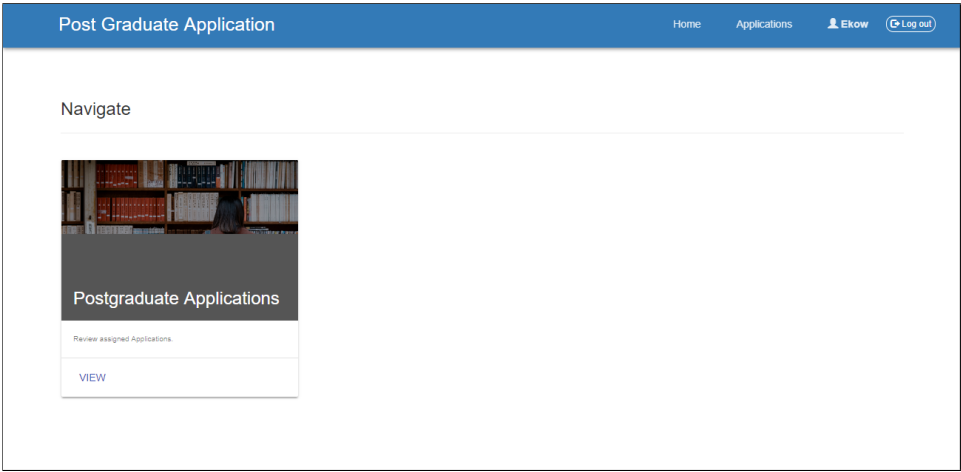 Post Graduate Application
Home Applications Ekow Log out
Navigate
Postgraduate Applications
Review assigned Applications.
VIEW